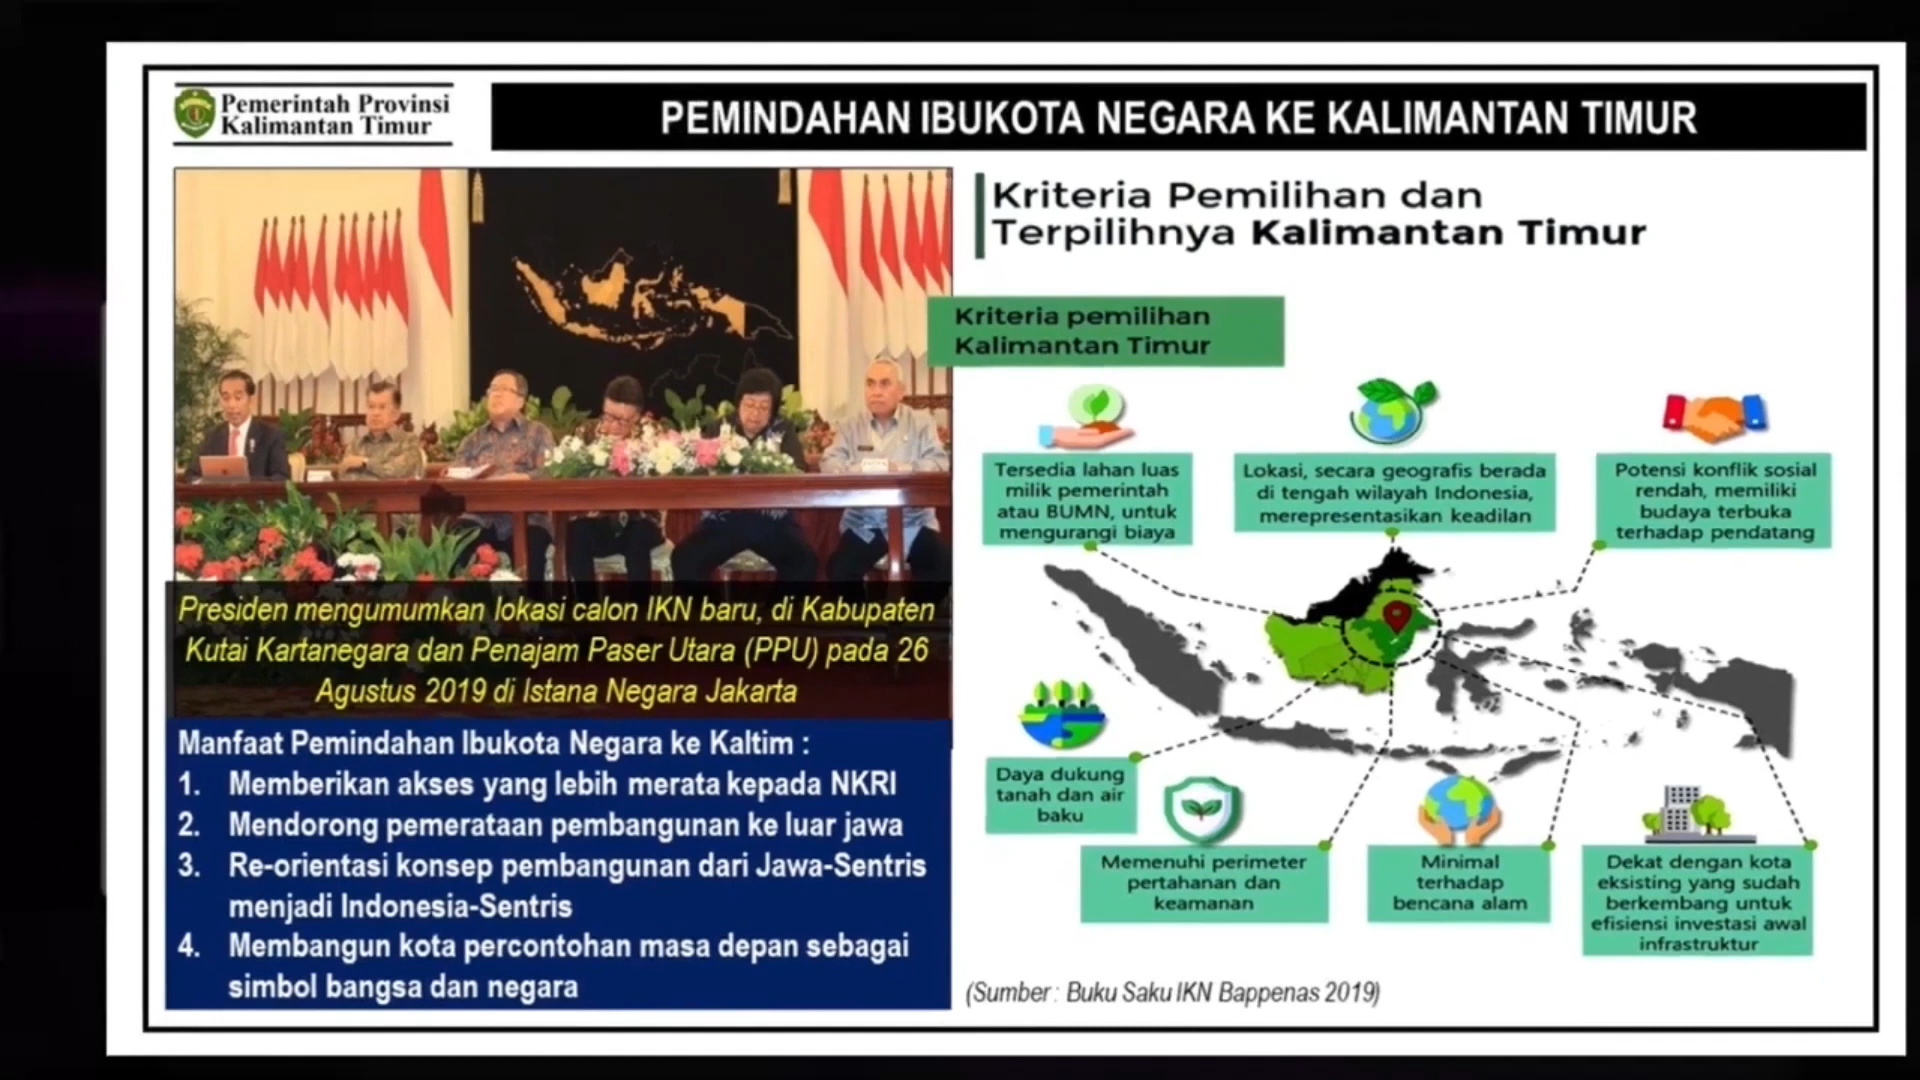 Pemerintah Provinsi
Kalimantan Timur
PEMINDAHAN IBUKOTA NEGARA KE KALIMANTAN TIMUR
Presiden mengumumkan lokasi calon IKN baru, di Kabupaten
Kutai Kartanegara dan Penajam Paser Utara (PPU) pada 26
Agustus 2019 di Istana Negara Jakarta
Manfaat Pemindahan Ibukota Negara ke Kaltim :
1. Memberikan akses yang lebih merata kepada NKRI
2. Mendorong pemerataan pembangunan ke luar jawa
3. Re-orientasi konsep pembangunan dari Jawa-Sentris
menjadi Indonesia-Sentris
4. Membangun kota percontohan masa depan sebagai
simbol bangsa dan negara
Kriteria Pemilihan dan
Terpilihnya Kalimantan Timur
Kriteria pemilihan
Kalimantan Timur
Tersedia lahan luas
milik pemerintah
atau BUMN, untuk
mengurangi biaya
Lokasi, secara geografis berada
di tengah wilayah Indonesia,
merepresentasikan keadilan
Potensi konflik sosial
rendah, memiliki
budaya terbuka
terhadap pendatang
Daya dukung
tanah dan air
baku
Memenuhi perimeter
pertahanan dan
keamanan
Minimal
terhadap
bencana alam
Dekat dengan kota
eksisting yang sudah
berkembang untuk
efisiensi investasi awal
infrastruktur
(Sumber : Buku Saku IKN Bappenas 2019)